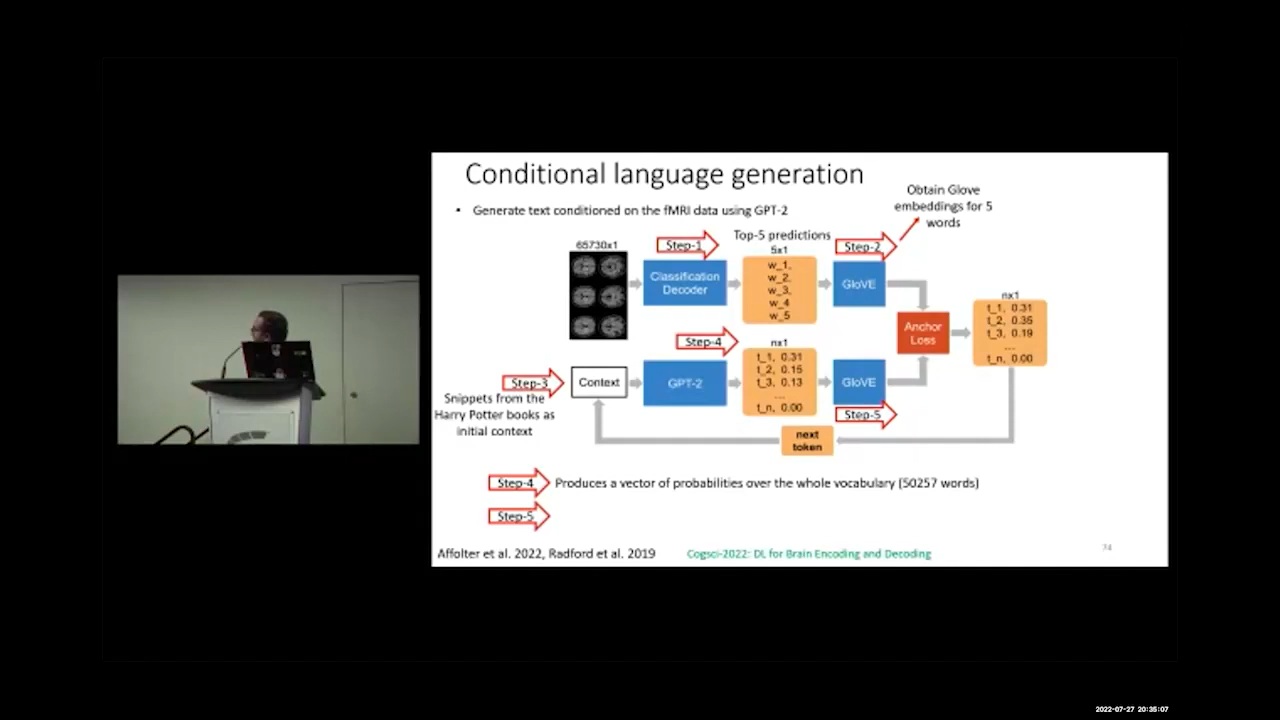 Conditional language generation
• Generate text conditioned on the fMRI data using GPT-2
Obtain Glove
embeddings for 5
words
65730x1
Step-1
Top-5 predictions
5x1
Step-2
Classification
Decoder
w_1,
w_2,
w_3,
w_4
w_5
GloVE
Anchor
Loss
nx1
t_1, 0.31
t_2, 0.35
t_3, 0.19
...
t_n, 0.00
Step-4
nx1
Step-3
Context
GPT-2
t_1, 0.31
t_2, 0.15
t_3, 0.13
...
t_n, 0.00
GloVE
Step-5
Snippets from the
Harry Potter books as
initial context
next
token
Step-4 Produces a vector of probabilities over the whole vocabulary (50257 words)
Step-5
Affolter et al. 2022, Radford et al. 2019
Cogsci-2022: DL for Brain Encoding and Decoding
74
2022-07-27 20:35:07